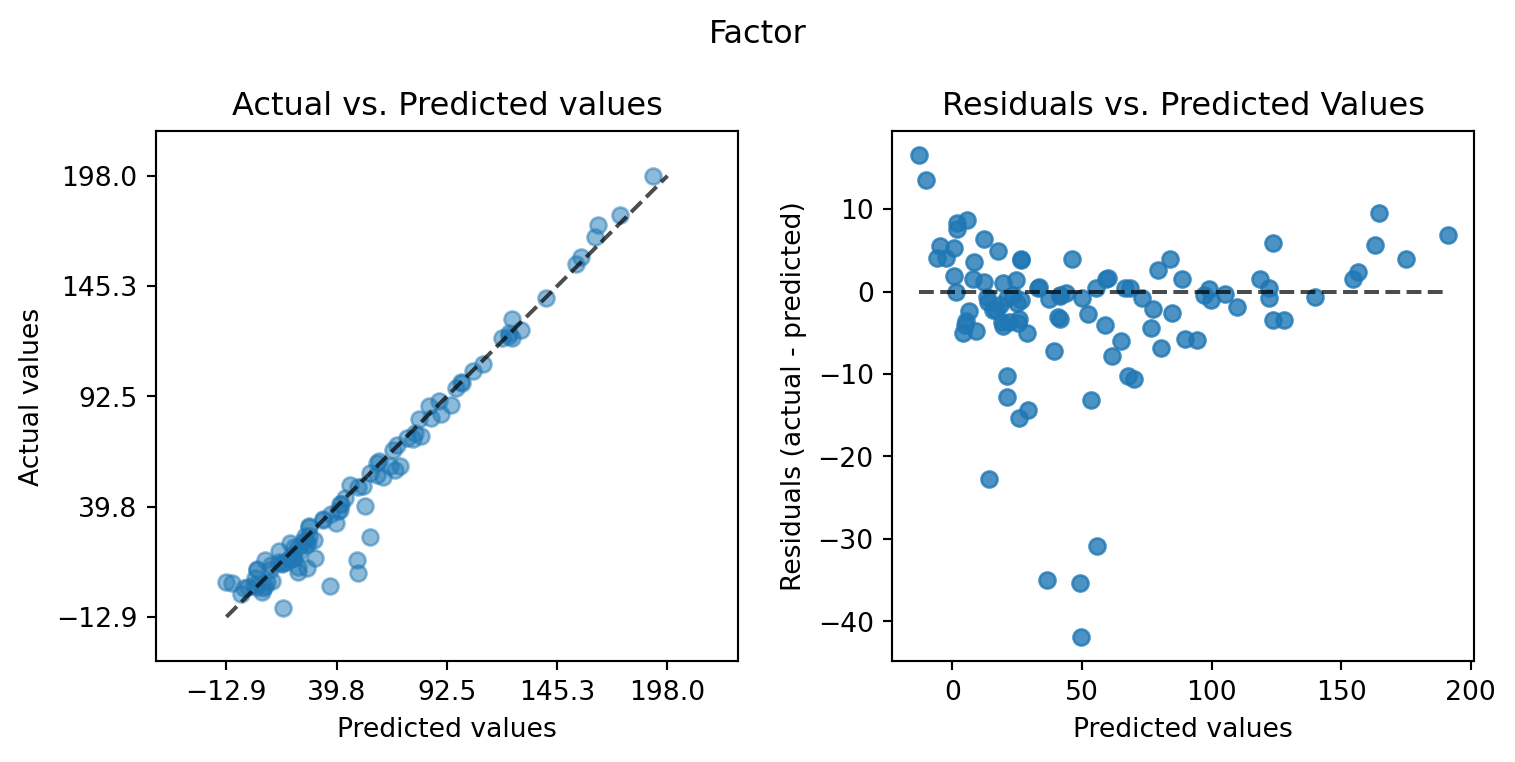 Factor
Actual vs. Predicted values
Actual values
198.0
145.3
92.5
39.8
−12.9
−12.9 39.8 92.5 145.3 198.0
Predicted values
Residuals vs. Predicted Values
Residuals (actual - predicted)
10
0
−10
−20
−30
−40
0 50 100 150 200
Predicted values